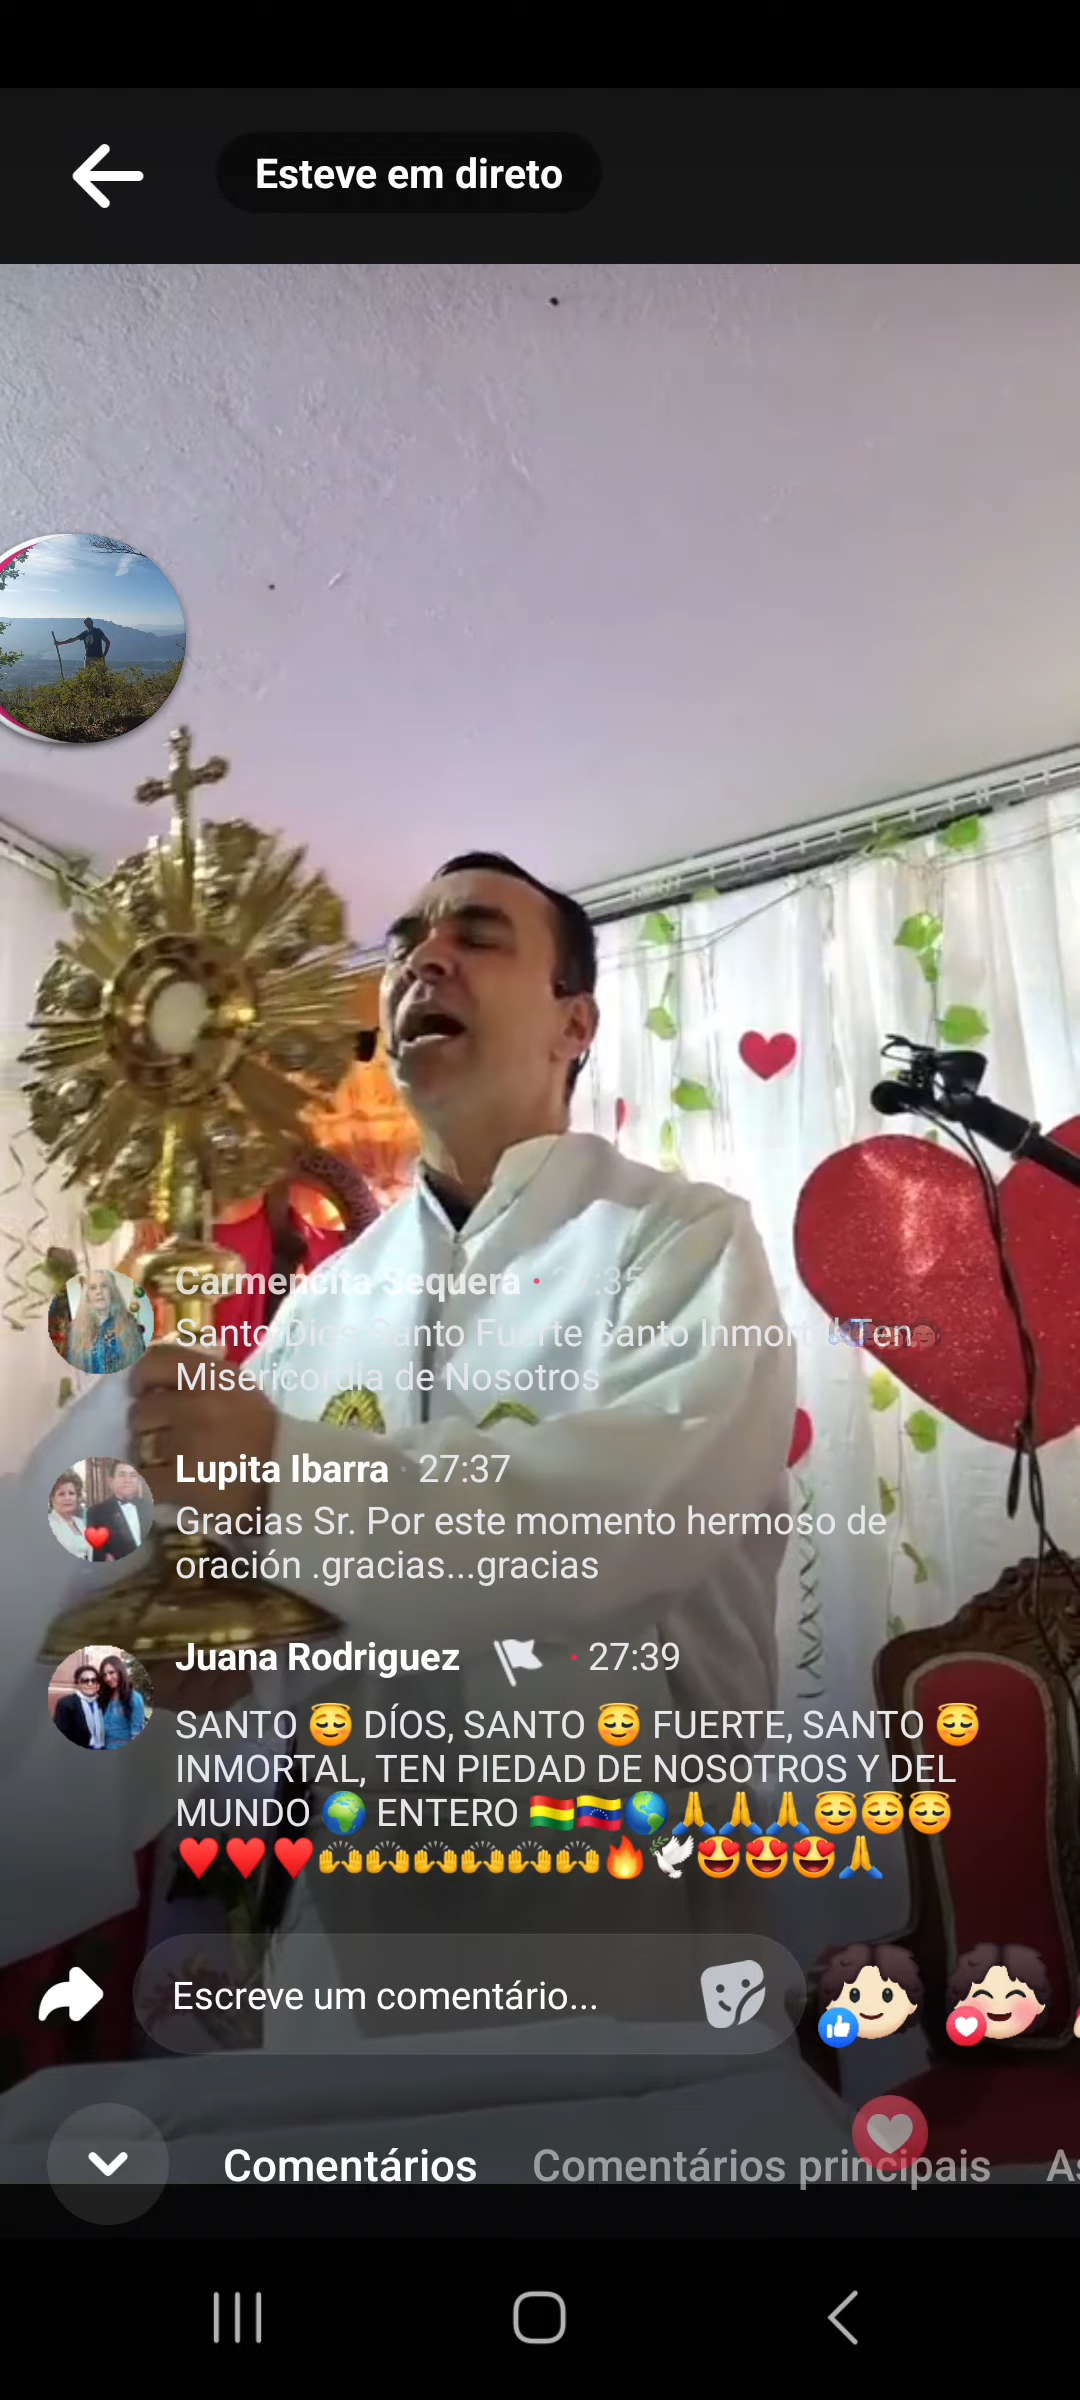 Esteve em direto
Carmencita Sequera
Santo Dios Santo Fuerte Santo Inmortal Ten
Misericordia de Nosotros
Lupita Ibarra · 27:37
Gracias Sr. Por este momento hermoso de
oración .gracias...gracias
Juana Rodriguez · 27:39
SANTO 😇 DÍOS, SANTO 😇 FUERTE, SANTO 😇
INMORTAL, TEN PIEDAD DE NOSOTROS Y DEL
MUNDO 🌍 ENTERO 🇧🇴🇻🇪🌎🙏🙏🙏😇😇😇
❤️❤️❤️🙌🙌🙌🙌🙌🙌🔥🕊️😍😍😍🙏
Escreve um comentário...
Comentários Comentários principais